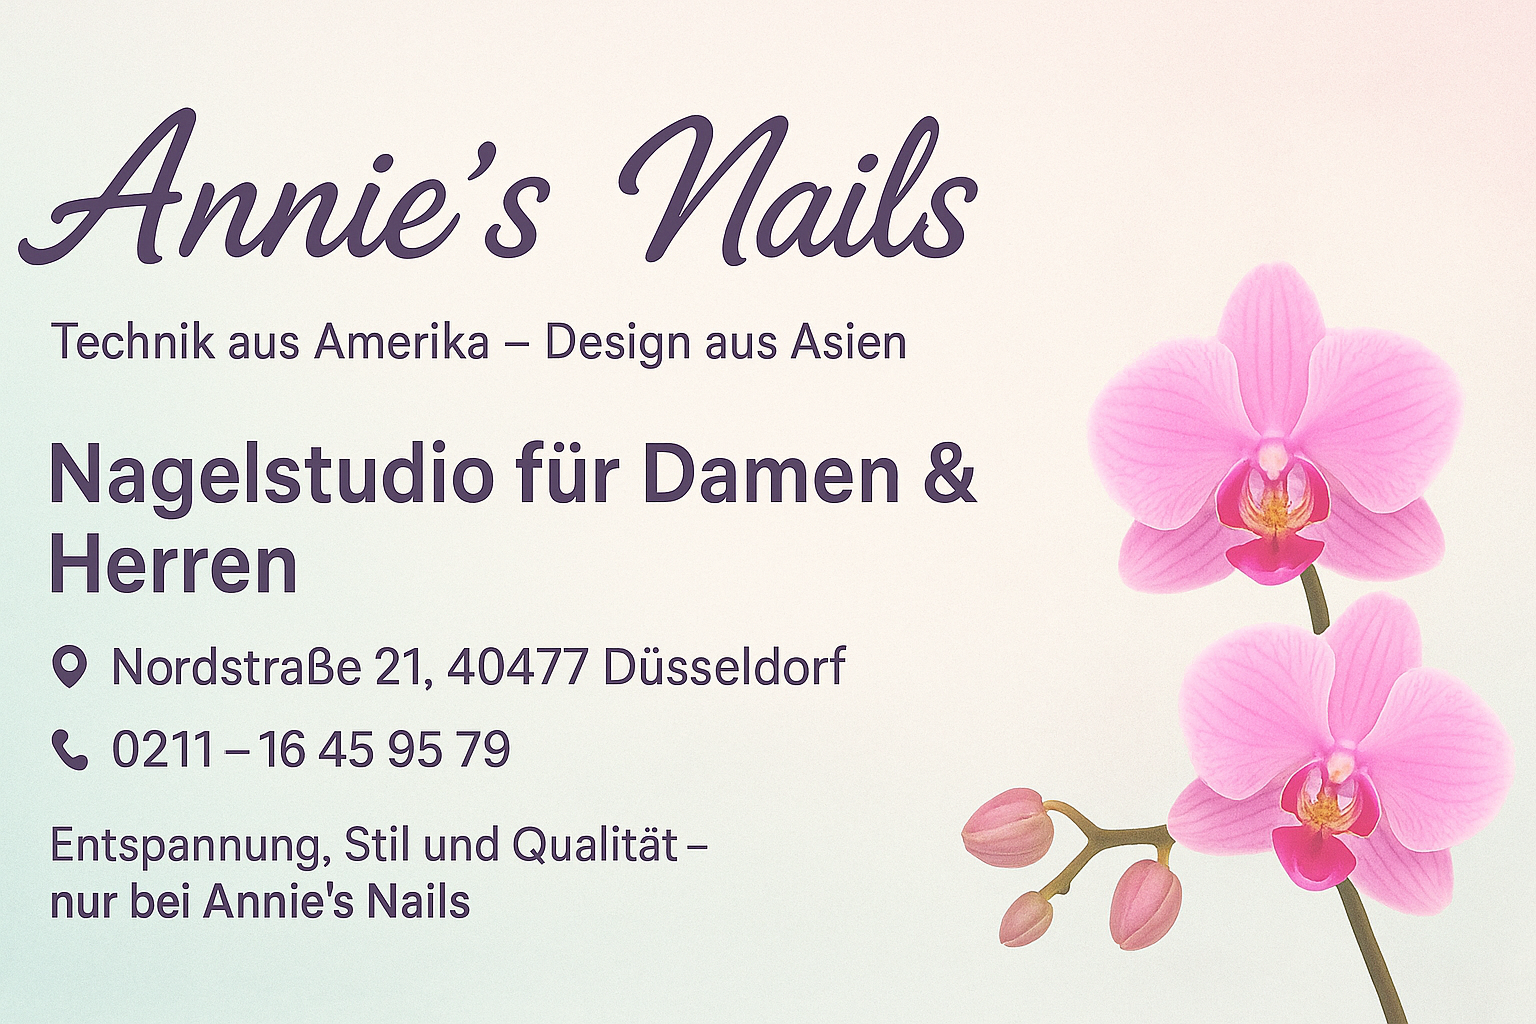 Annie’s Nails
Technik aus Amerika – Design aus Asien
Nagelstudio für Damen &
Herren
Nordstraße 21, 40477 Düsseldorf
0211 – 16 45 95 79
Entspannung, Stil und Qualität –
nur bei Annie's Nails